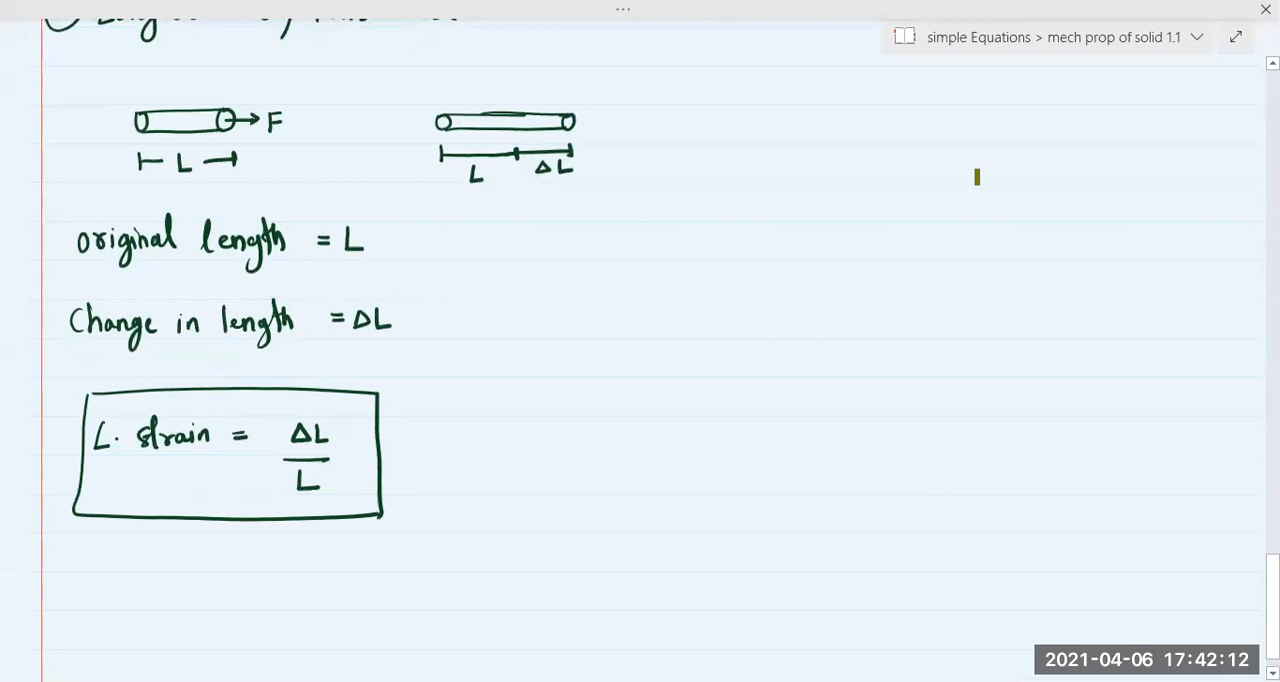 simple Equations > mech prop of solid 1.1
F
L
L
ΔL
original length = L
Change in length = ΔL
L. strain = ΔL
L
2021-04-06 17:42:12